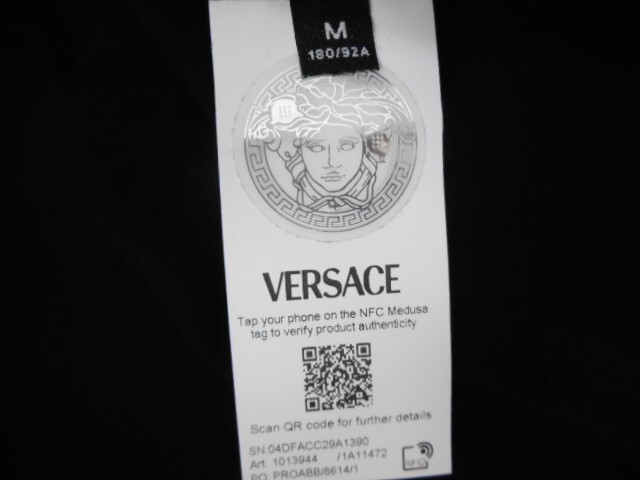 M
180/92A
VERSACE
Tap your phone on the NFC Medusa
tag to verify product authenticity
Scan QR code for further details
SN:04DFACC29A1390
Art. 1013944 /1A11472
PO: PROABB/8614/1
NFC